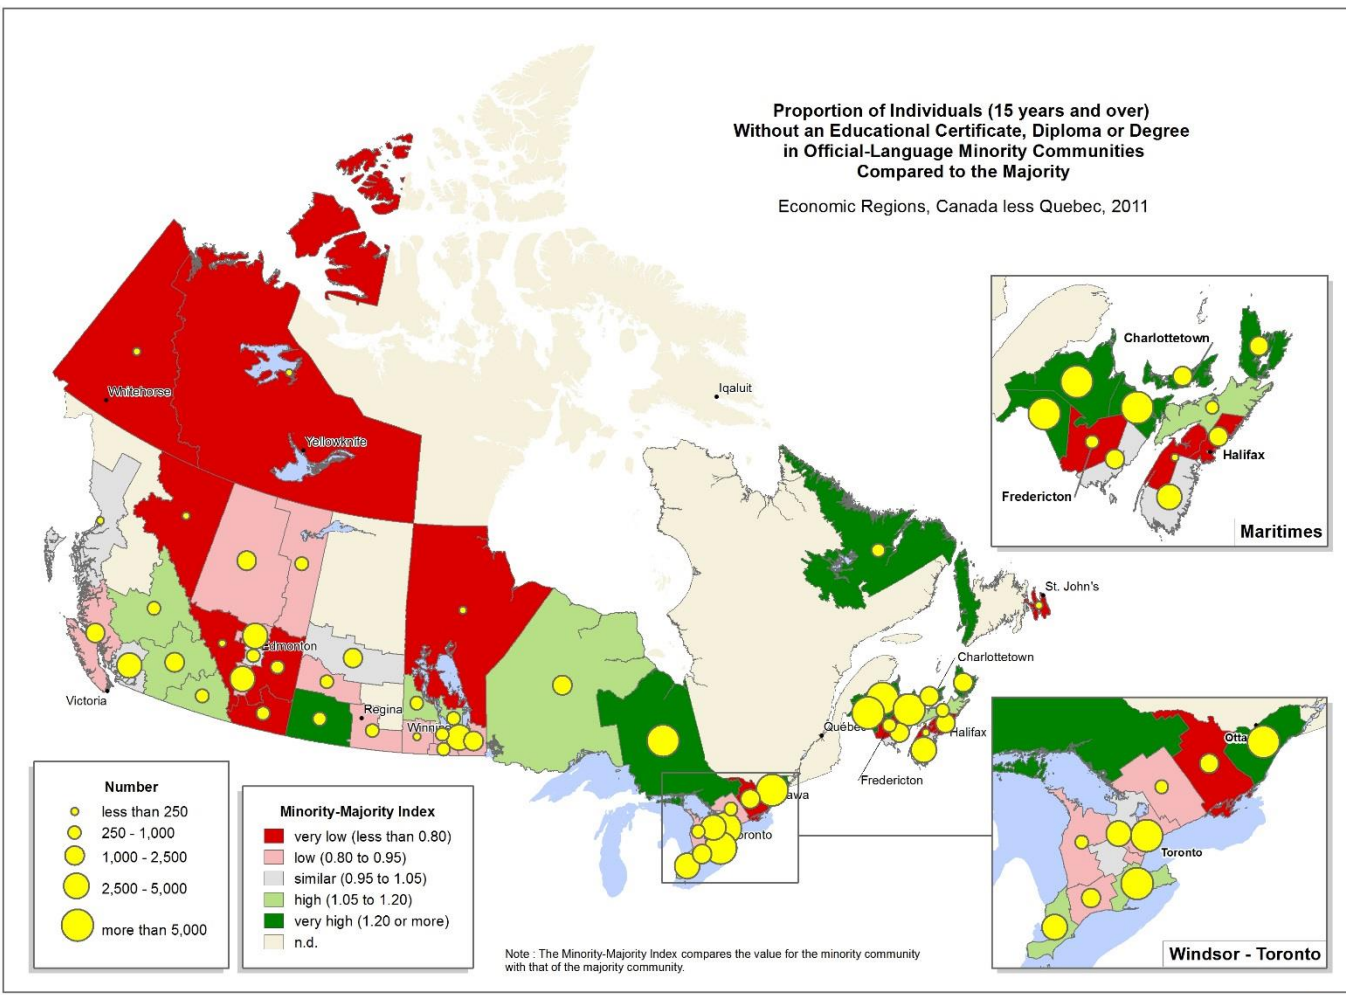 Proportion of Individuals (15 years and over)
Without an Educational Certificate, Diploma or Degree
in Official-Language Minority Communities
Compared to the Majority
Economic Regions, Canada less Quebec, 2011
Charlottetown
Halifax
Fredericton
Maritimes
Whitehorse
Yellowknife
Iqaluit
St. John's
Charlottetown
dmonton
Victoria
Regina
Winni
Québe
Halifax
Fredericton
awa
oronto
Otta
Toronto
Windsor - Toronto
Number
less than 250
250 - 1,000
1,000 - 2,500
2,500 - 5,000
more than 5,000
Minority-Majority Index
very low (less than 0.80)
low (0.80 to 0.95)
similar (0.95 to 1.05)
high (1.05 to 1.20)
very high (1.20 or more)
n.d.
Note : The Minority-Majority Index compares the value for the minority community
with that of the majority community.